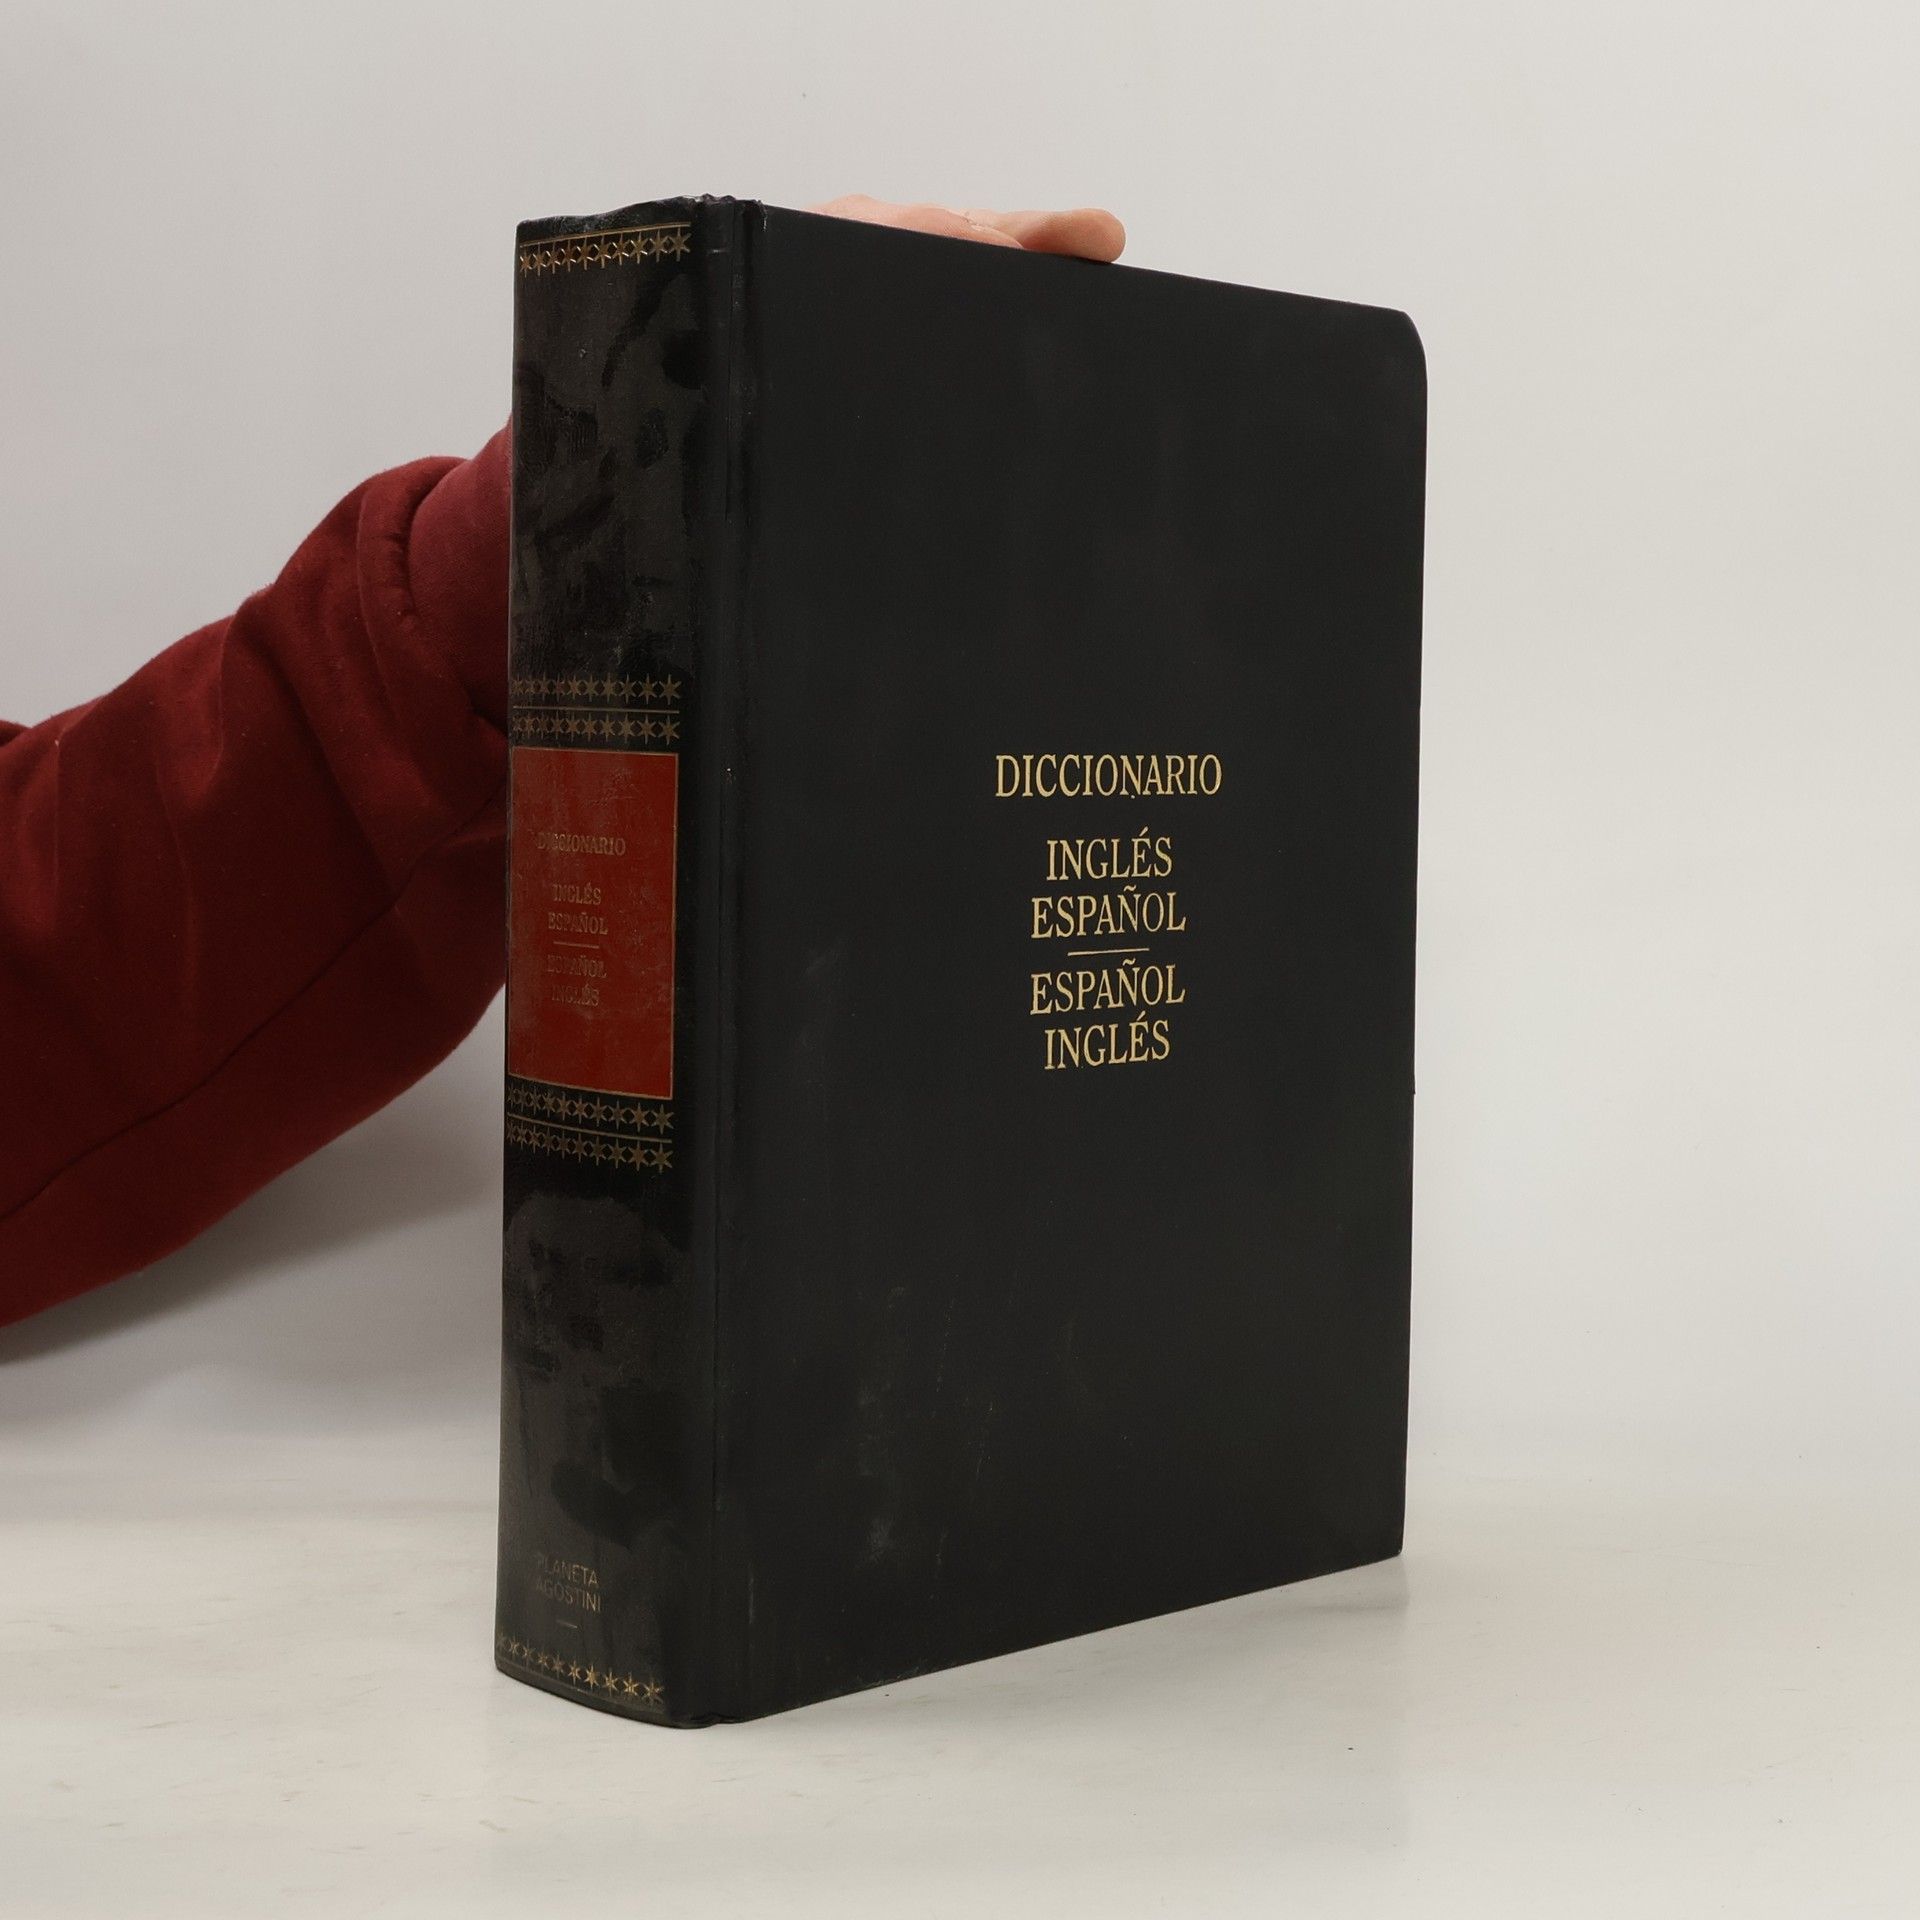 DICCIONARIO
INGLÉS
ESPAÑOL
ESPAÑOL
INGLÉS
PLANETA
AGOSTINI
DICCIONARIO
INGLÉS
ESPAÑOL
ESPAÑOL
INGLÉS